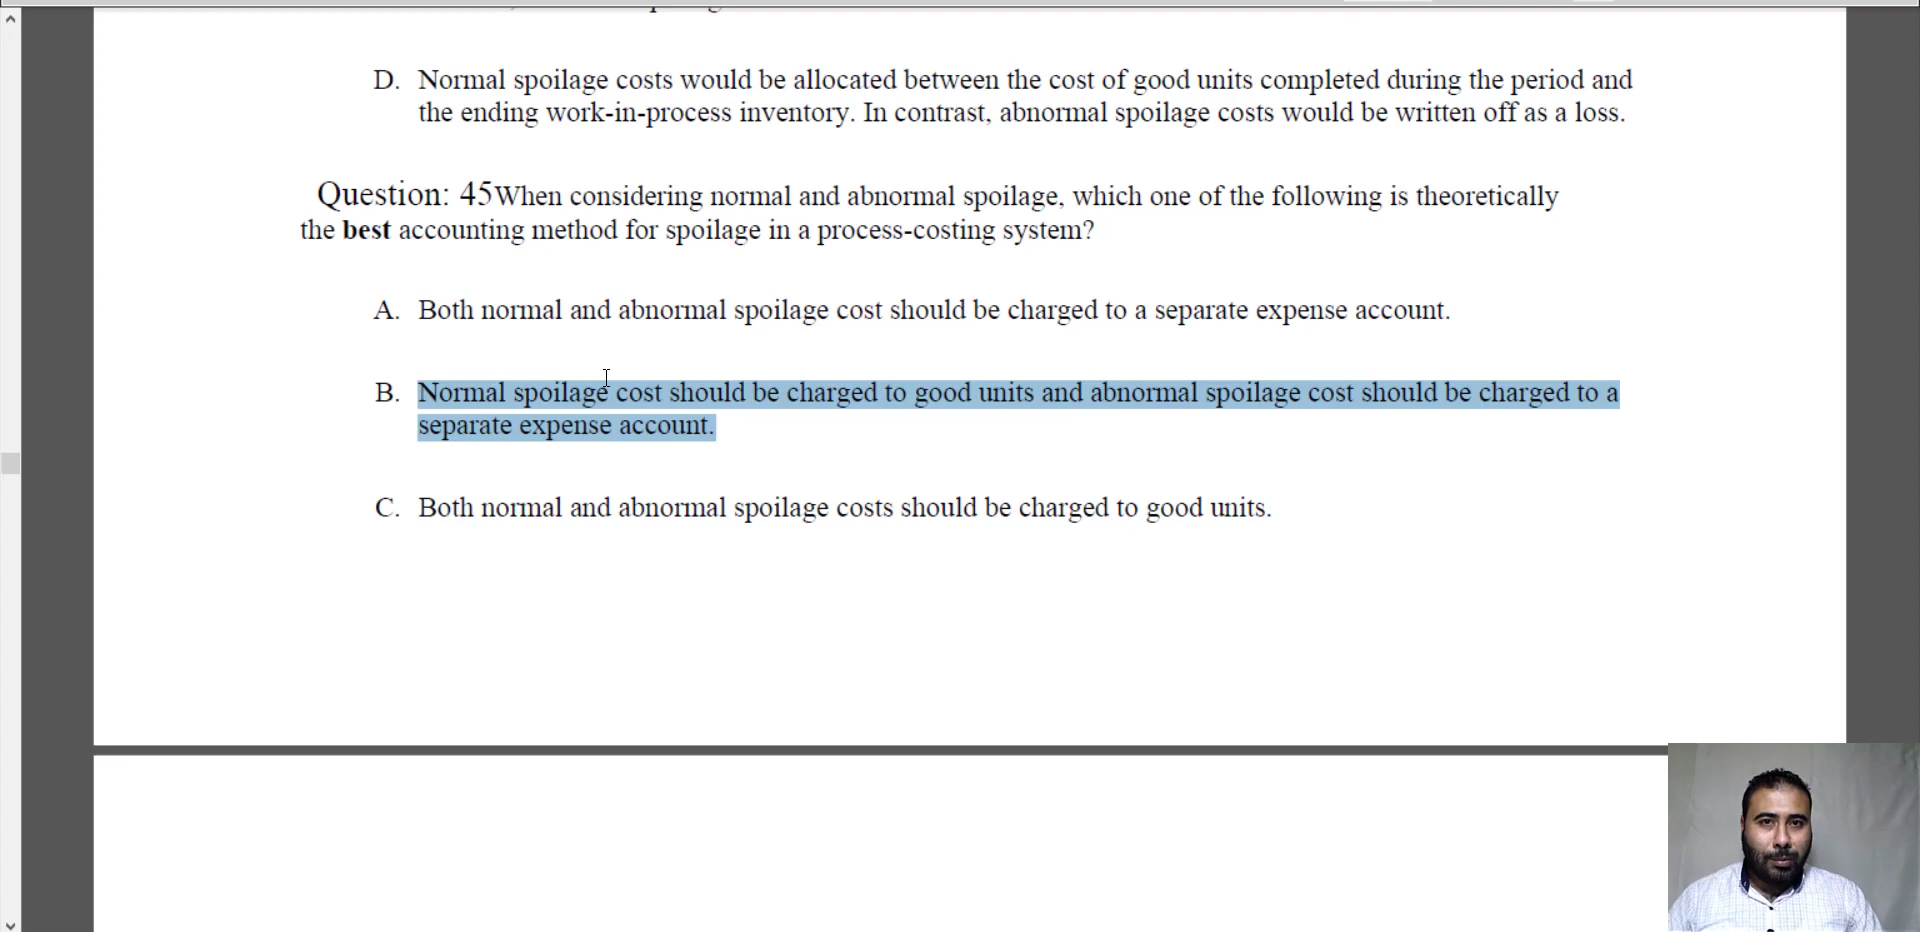 D. Normal spoilage costs would be allocated between the cost of good units completed during the period and
the ending work-in-process inventory. In contrast, abnormal spoilage costs would be written off as a loss.
Question: 45When considering normal and abnormal spoilage, which one of the following is theoretically
the best accounting method for spoilage in a process-costing system?
A. Both normal and abnormal spoilage cost should be charged to a separate expense account.
B. Normal spoilage cost should be charged to good units and abnormal spoilage cost should be charged to a
separate expense account.
C. Both normal and abnormal spoilage costs should be charged to good units.